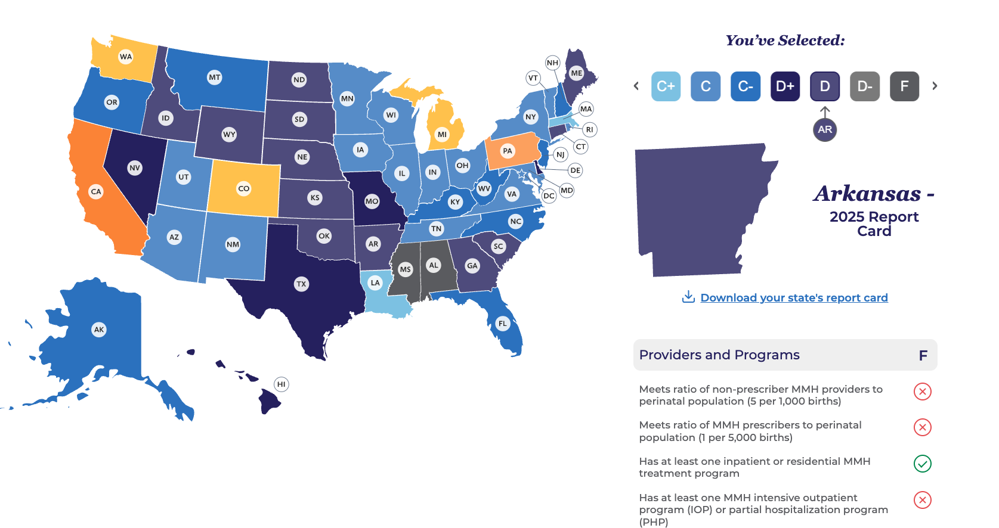 WA
MT
ND
OR
ID
WY
SD
MN
WI
NE
IA
NV
UT
CO
KS
MO
IL
IN
OH
MI
PA
NY
VT
NH
ME
MA
RI
CT
NJ
DE
MD
DC
CA
AZ
NM
OK
AR
TN
KY
WV
VA
NC
SC
TX
LA
MS
AL
GA
FL
AK
HI
You've Selected:
C+ C C- D+ D D- F
AR
Arkansas -
2025 Report
Card
Download your state's report card
Providers and Programs F
Meets ratio of non-prescriber MMH providers to
perinatal population (5 per 1,000 births)
Meets ratio of MMH prescribers to perinatal
population (1 per 5,000 births)
Has at least one inpatient or residential MMH
treatment program
Has at least one MMH intensive outpatient
program (IOP) or partial hospitalization program
(PHP)